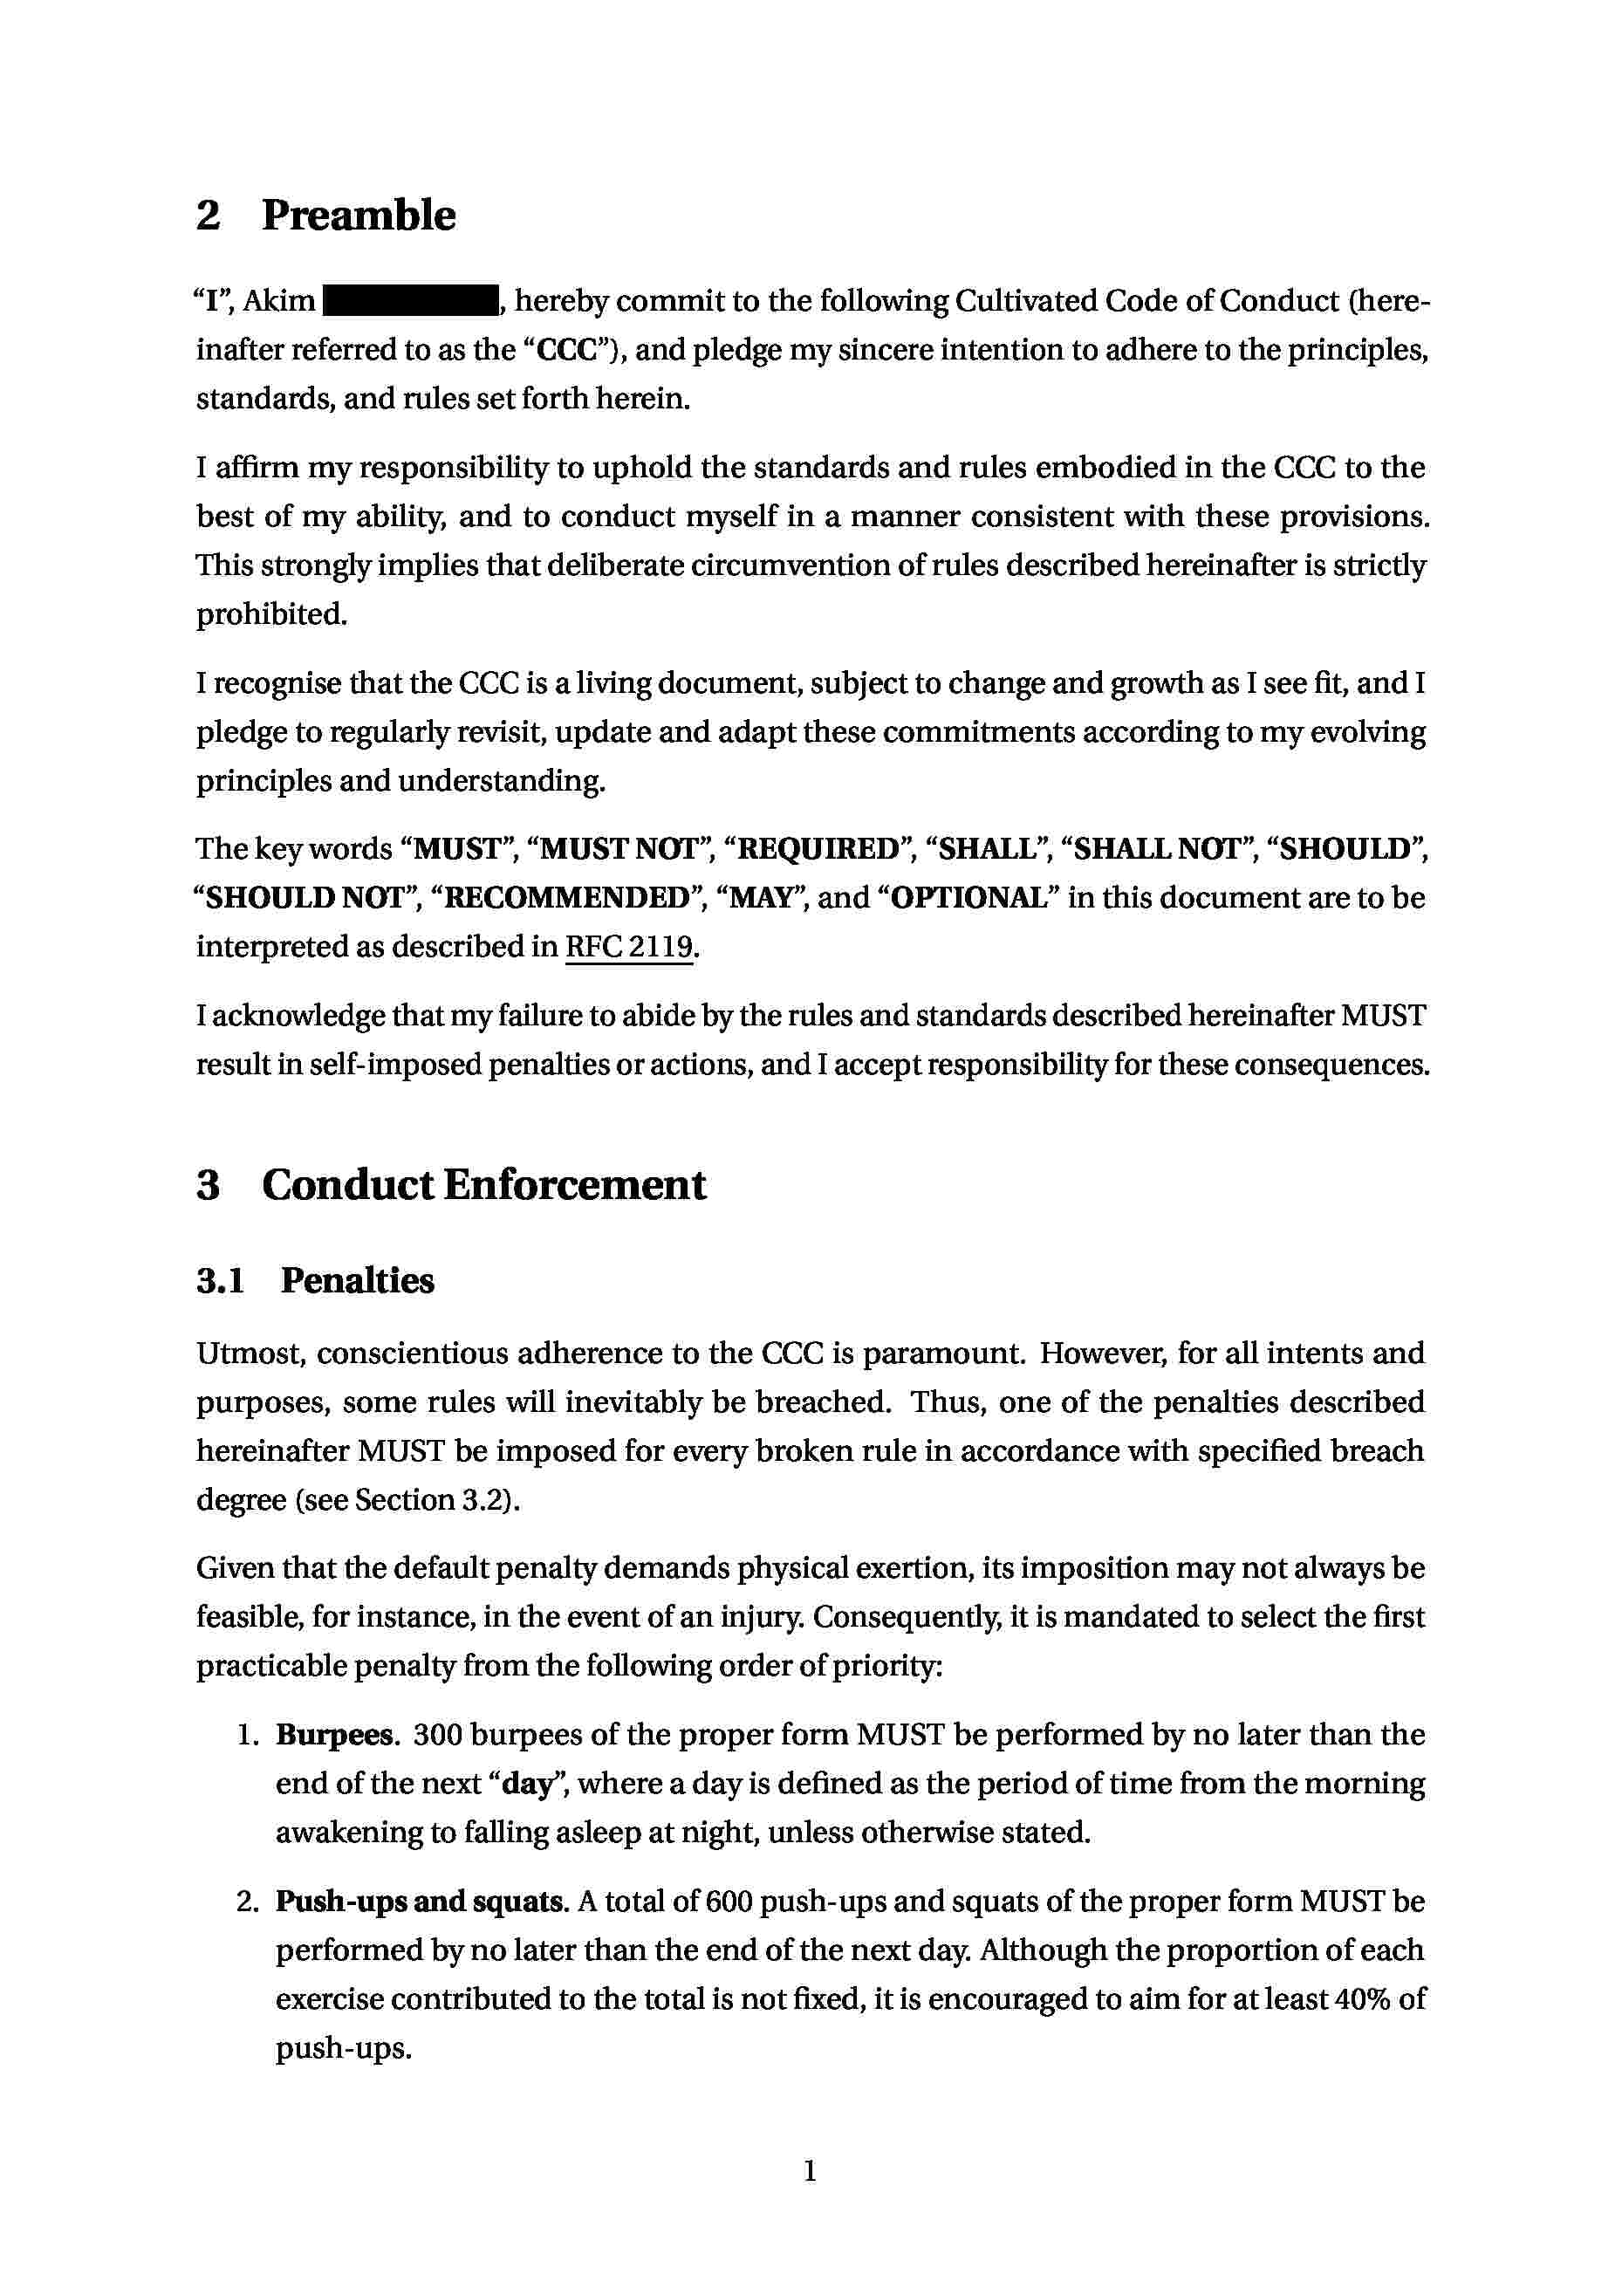 2 Preamble
“I”, Akim , hereby commit to the following Cultivated Code of Conduct (here-
inafter referred to as the “CCC”), and pledge my sincere intention to adhere to the principles,
standards, and rules set forth herein.
I affirm my responsibility to uphold the standards and rules embodied in the CCC to the
best of my ability, and to conduct myself in a manner consistent with these provisions.
This strongly implies that deliberate circumvention of rules described hereinafter is strictly
prohibited.
I recognise that the CCC is a living document, subject to change and growth as I see fit, and I
pledge to regularly revisit, update and adapt these commitments according to my evolving
principles and understanding.
The key words “MUST”, “MUST NOT”, “REQUIRED”, “SHALL”, “SHALL NOT”, “SHOULD”,
“SHOULD NOT”, “RECOMMENDED”, “MAY”, and “OPTIONAL” in this document are to be
interpreted as described in RFC 2119.
I acknowledge that my failure to abide by the rules and standards described hereinafter MUST
result in self-imposed penalties or actions, and I accept responsibility for these consequences.
3 Conduct Enforcement
3.1 Penalties
Utmost, conscientious adherence to the CCC is paramount. However, for all intents and
purposes, some rules will inevitably be breached. Thus, one of the penalties described
hereinafter MUST be imposed for every broken rule in accordance with specified breach
degree (see Section 3.2).
Given that the default penalty demands physical exertion, its imposition may not always be
feasible, for instance, in the event of an injury. Consequently, it is mandated to select the first
practicable penalty from the following order of priority:
1. Burpees. 300 burpees of the proper form MUST be performed by no later than the
end of the next “day”, where a day is defined as the period of time from the morning
awakening to falling asleep at night, unless otherwise stated.
2. Push-ups and squats. A total of 600 push-ups and squats of the proper form MUST be
performed by no later than the end of the next day. Although the proportion of each
exercise contributed to the total is not fixed, it is encouraged to aim for at least 40% of
push-ups.
1